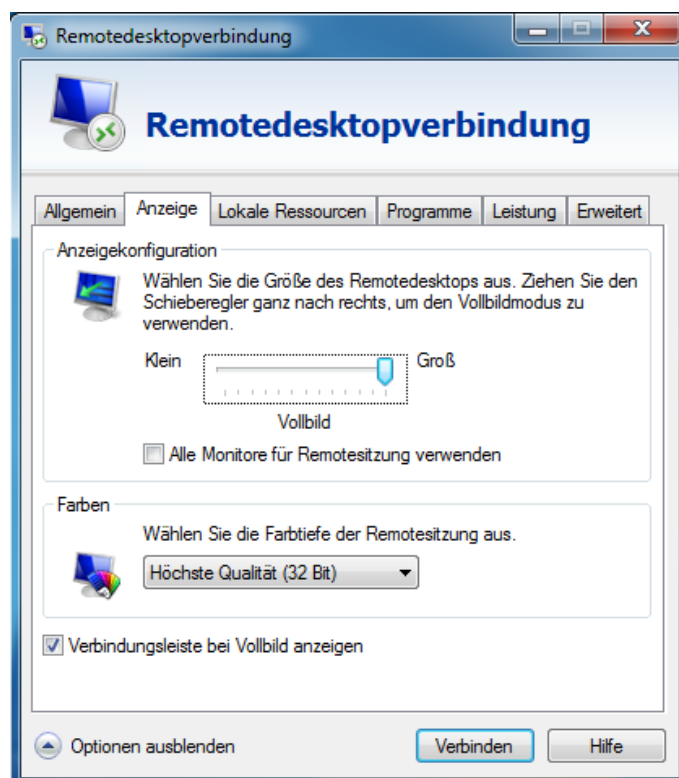 Remotedesktopverbindung
Remotedesktopverbindung
Allgemein Anzeige Lokale Ressourcen Programme Leistung Erweitert
Anzeigekonfiguration
Wählen Sie die Größe des Remotedesktops aus. Ziehen Sie den
Schieberegler ganz nach rechts, um den Vollbildmodus zu
verwenden.
Klein Groß
Vollbild
Alle Monitore für Remotesitzung verwenden
Farben
Wählen Sie die Farbtiefe der Remotesitzung aus.
Höchste Qualität (32 Bit)
Verbindungsleiste bei Vollbild anzeigen
Optionen ausblenden Verbinden Hilfe